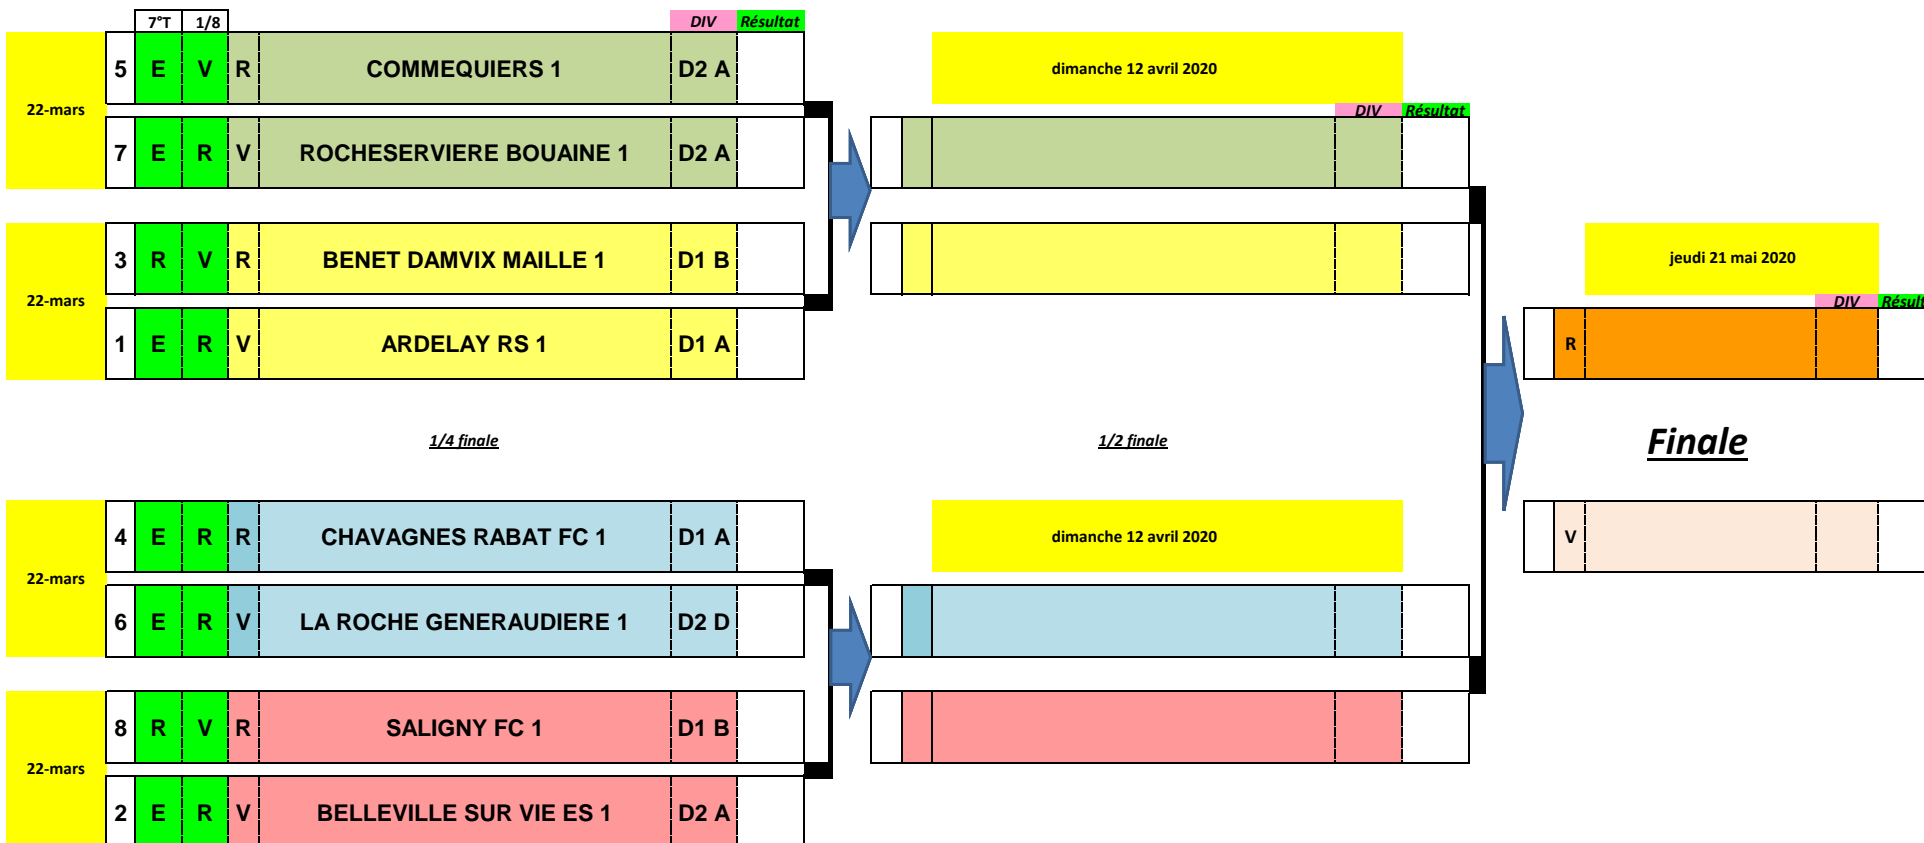 7°T 1/8 DIV Résultat
5 E V R COMMEQUIERS 1 D2 A
22-mars
7 E R V ROCHESERVIERE BOUAINE 1 D2 A
dimanche 12 avril 2020
DIV Résultat
3 R V R BENET DAMVIX MAILLE 1 D1 B
22-mars
1 E R V ARDELAY RS 1 D1 A
jeudi 21 mai 2020
DIV Résult
R
1/4 finale
1/2 finale
Finale
4 E R R CHAVAGNES RABAT FC 1 D1 A
22-mars
6 E R V LA ROCHE GENERAUDIERE 1 D2 D
dimanche 12 avril 2020
V
8 R V R SALIGNY FC 1 D1 B
22-mars
2 E R V BELLEVILLE SUR VIE ES 1 D2 A